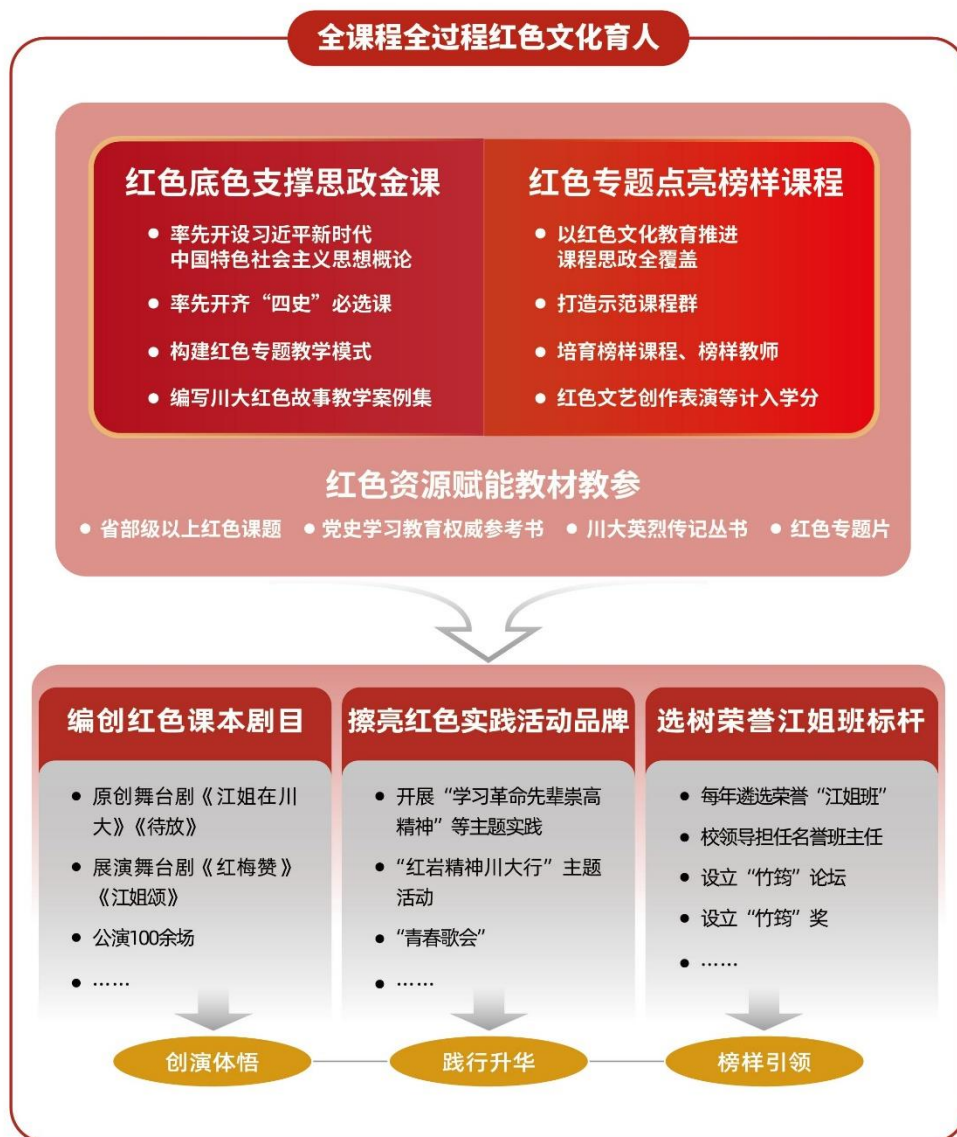 全课程全过程红色文化育人
红色底色支撑思政金课
● 率先开设习近平新时代
中国特色社会主义思想概论
● 率先开齐“四史”必选课
● 构建红色专题教学模式
● 编写川大红色故事教学案例集
红色专题点亮榜样课程
● 以红色文化教育推进
课程思政全覆盖
● 打造示范课程群
● 培育榜样课程、榜样教师
● 红色文艺创作表演等计入学分
红色资源赋能教材教参
● 省部级以上红色课题 ● 党史学习教育权威参考书 ● 川大英烈传记丛书 ● 红色专题片
编创红色课本剧目
● 原创舞台剧《江姐在川
大》《待放》
● 展演舞台剧《红梅赞》
《江姐颂》
● 公演100余场
● ……
创演体悟
擦亮红色实践活动品牌
● 开展“学习革命先辈崇高
精神”等主题实践
● “红岩精神川大行”主题
活动
● “青春歌会”
● ……
践行升华
选树荣誉江姐班标杆
● 每年遴选荣誉“江姐班”
● 校领导担任名誉班主任
● 设立“竹筠”论坛
● 设立“竹筠”奖
● ……
榜样引领